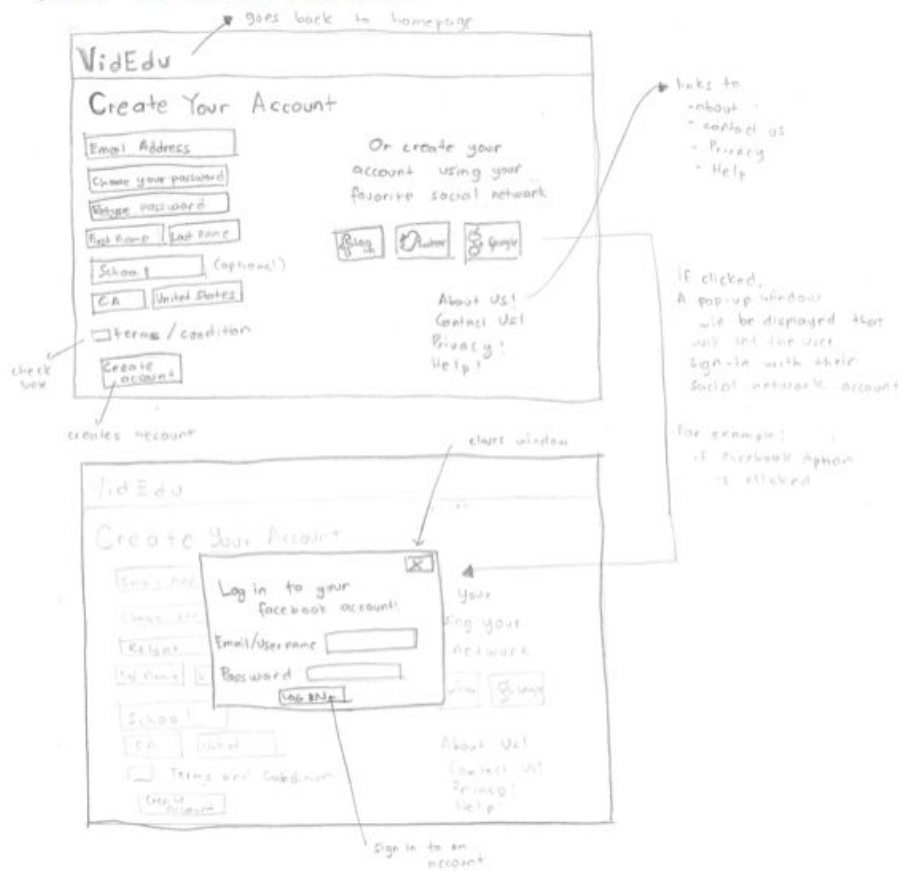 goes back to homepage
VidEdu
Create Your Account
Email Address
Choose your password
Retype password
First Name Last name
School (optional)
CA United States
terms / condition
check
box
Create
account
creates account
Or create your
account using your
favorite social network
Google
About Us!
Contact Us!
Privacy!
Help!
links to
- about
- contact us
- Privacy
- Help
if clicked,
A pop-up window
will be displayed that
will let the user
sign-in with their
social network account
For example:
if facebook option
is clicked
closes window
VidEdu
Create Your Account
X
Log in to your
facebook account!
Email/Username
Password
Retype
School
CA
Terms and Condition
Create
account
your
ing your
network
About Us!
Contact Us!
Privacy!
Help!
Sign in to an
account